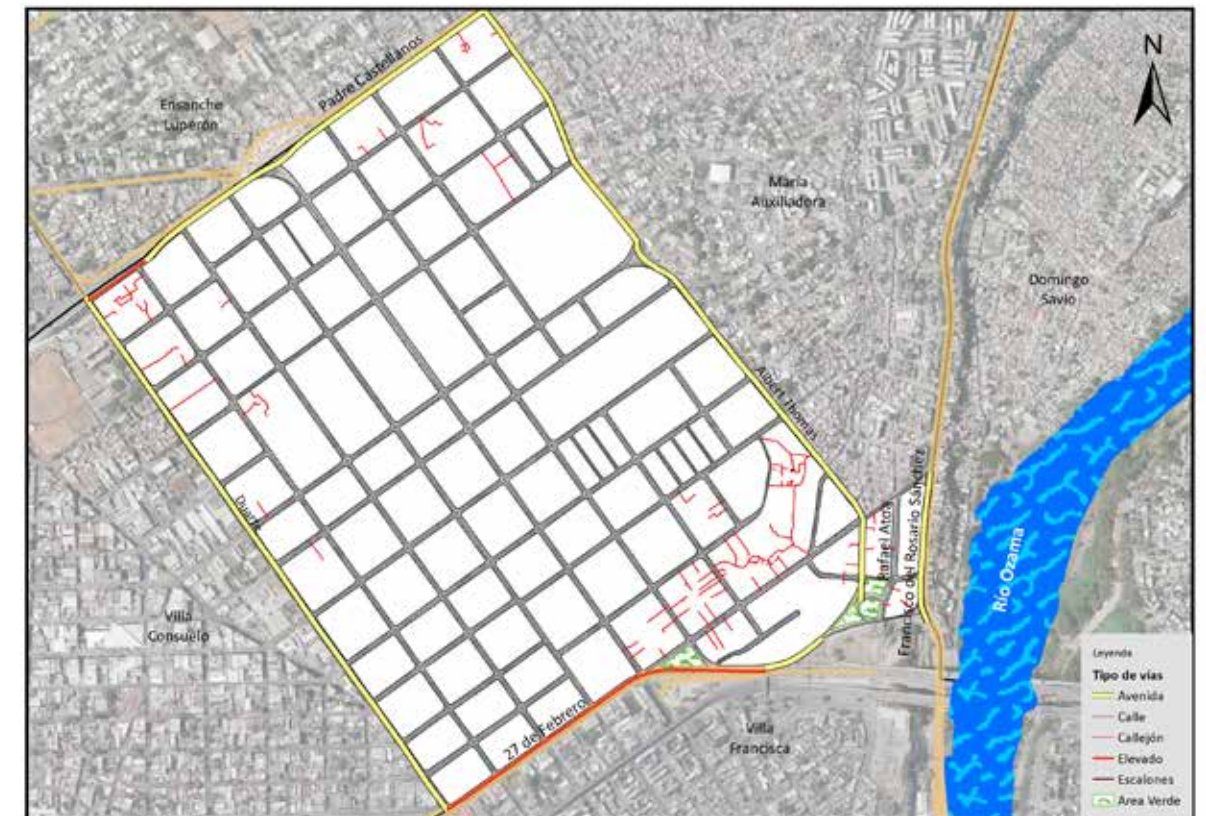 N
Padre Castellanos
Ensanche
Luperón
María
Auxiliadora
Domingo
Savio
Albert Thomas
Duarte
Rafael Atoa
Francisco del Rosario Sánchez
Río Ozama
Villa
Consuelo
27 de Febrero
Villa
Francisca
Leyenda
Tipo de vías
Avenida
Calle
Callejón
Elevado
Escalones
Area Verde